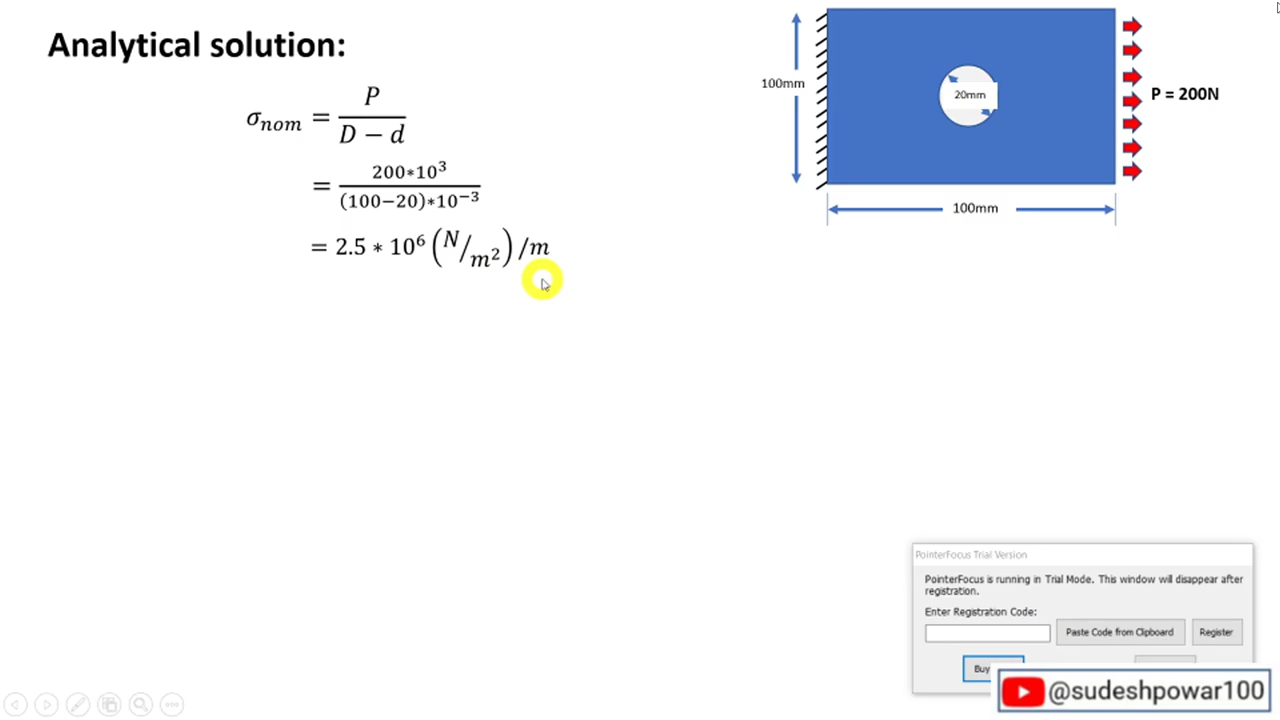 Analytical solution:
σ_nom = P / (D − d)
= 200∗10³ / ((100−20)∗10⁻³)
= 2.5 ∗ 10⁶ (N/m²) /m
100mm
20mm
P = 200N
100mm
PointerFocus Trial Version
PointerFocus is running in Trial Mode. This window will disappear after
registration.
Enter Registration Code:
Paste Code from Clipboard
Register
Buy
@sudeshpowar100